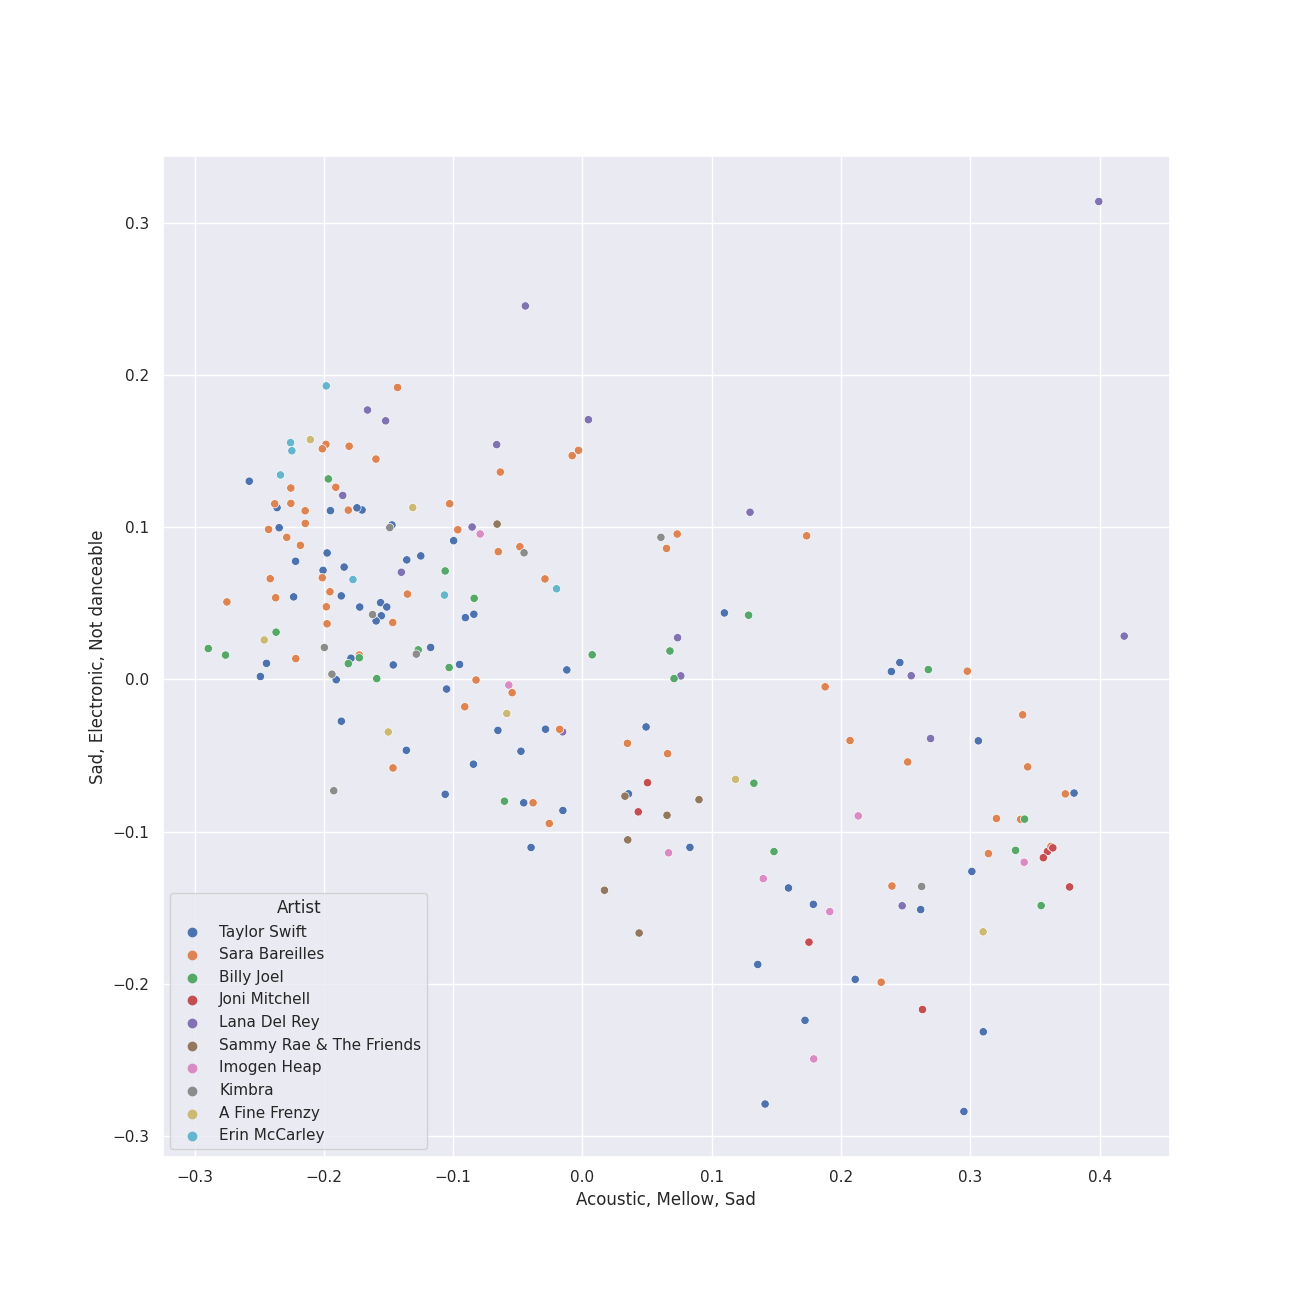 0.3
0.2
0.1
0.0
−0.1
−0.2
−0.3
Sad, Electronic, Not danceable
Artist
Taylor Swift
Sara Bareilles
Billy Joel
Joni Mitchell
Lana Del Rey
Sammy Rae & The Friends
Imogen Heap
Kimbra
A Fine Frenzy
Erin McCarley
−0.3 −0.2 −0.1 0.0 0.1 0.2 0.3 0.4
Acoustic, Mellow, Sad